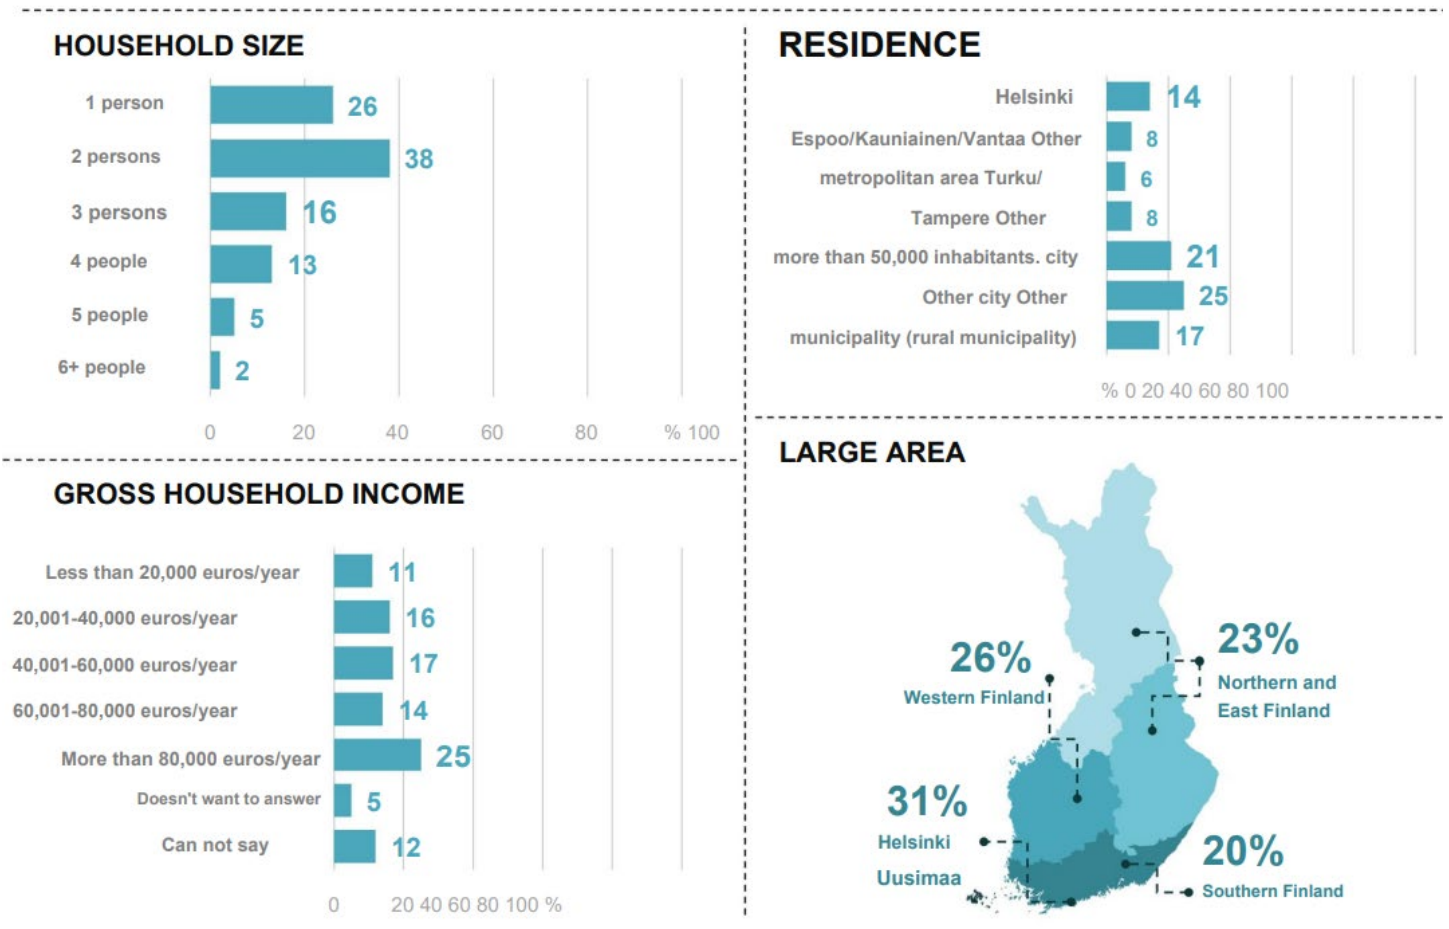 HOUSEHOLD SIZE
1 person 26
2 persons 38
3 persons 16
4 people 13
5 people 5
6+ people 2
0 20 40 60 80 % 100
GROSS HOUSEHOLD INCOME
Less than 20,000 euros/year 11
20,001-40,000 euros/year 16
40,001-60,000 euros/year 17
60,001-80,000 euros/year 14
More than 80,000 euros/year 25
Doesn't want to answer 5
Can not say 12
0 20 40 60 80 100 %
RESIDENCE
Helsinki 14
Espoo/Kauniainen/Vantaa Other 8
metropolitan area Turku/ 6
Tampere Other 8
more than 50,000 inhabitants. city 21
Other city Other 25
municipality (rural municipality) 17
% 0 20 40 60 80 100
LARGE AREA
23%
Northern and
East Finland
26%
Western Finland
31%
Helsinki
Uusimaa
20%
Southern Finland